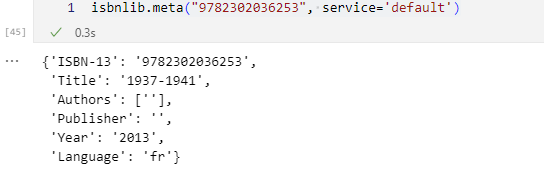 1 isbnlib.meta("9782302036253", service='default')
[45] ✓ 0.3s
... {'ISBN-13': '9782302036253',
'Title': '1937-1941',
'Authors': [''],
'Publisher': '',
'Year': '2013',
'Language': 'fr'}